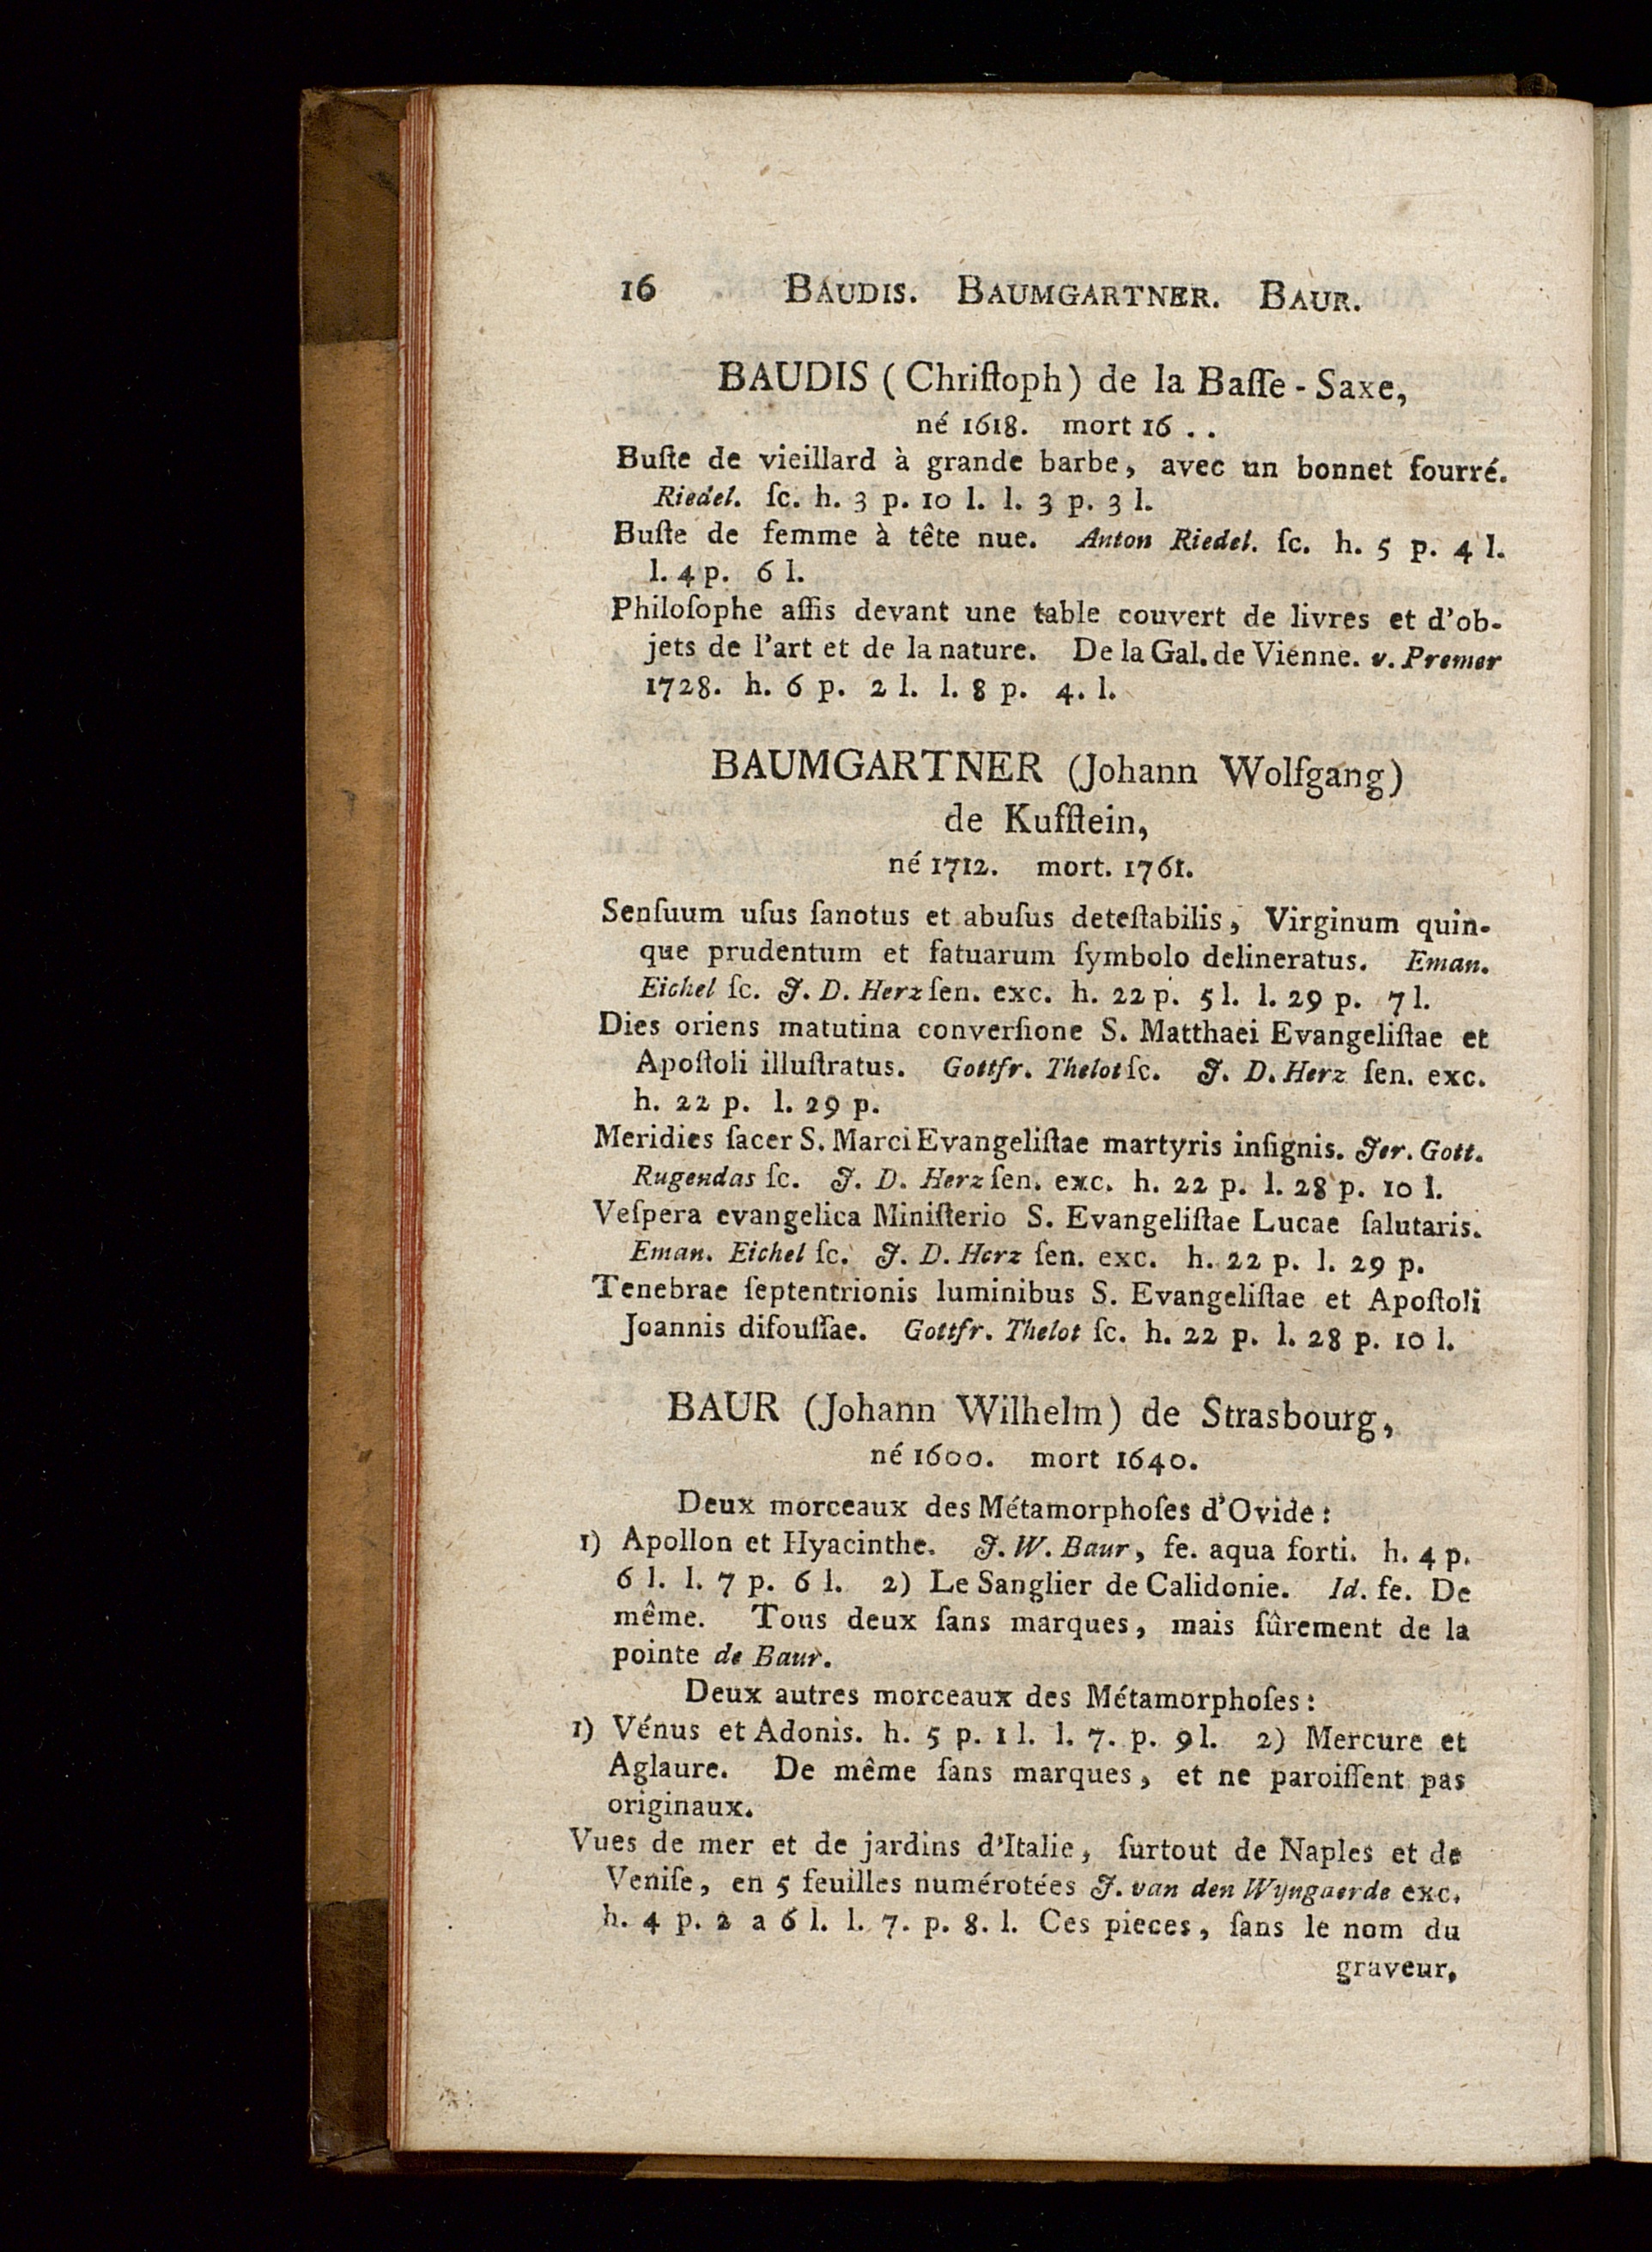 16 BAUDIS. BAUMGARTNER. BAUR.
BAUDIS (Chriſtoph) de la Baſſe-Saxe,
né 1618. mort 16 . .
Buſte de vieillard à grande barbe, avec un bonnet fourré.
Riedel. ſc. h. 3 p. 10 l. l. 3 p. 3 l.
Buſte de femme à tête nue. Anton Riedel. ſc. h. 5 p. 4 l.
l. 4 p. 6 l.
Philoſophe aſſis devant une table couvert de livres et d'ob-
jets de l'art et de la nature. De la Gal. de Vienne. v. Premer
1728. h. 6 p. 2 l. l. 8 p. 4. l.
BAUMGARTNER (Johann Wolfgang)
de Kufſtein,
né 1712. mort. 1761.
Senſuum uſus ſanotus et abuſus deteſtabilis, Virginum quin-
que prudentum et fatuarum ſymbolo delineratus. Eman.
Eichel ſc. J. D. Herz ſen. exc. h. 22 p. 5 l. l. 29 p. 7 l.
Dies oriens matutina converſione S. Matthaei Evangeliſtae et
Apoſtoli illuſtratus. Gottfr. Thelot ſc. J. D. Herz ſen. exc.
h. 22 p. l. 29 p.
Meridies ſacer S. Marci Evangeliſtae martyris inſignis. Jer. Gott.
Rugendas ſc. J. D. Herz ſen. exc. h. 22 p. l. 28 p. 10 l.
Veſpera evangelica Miniſterio S. Evangeliſtae Lucae ſalutaris.
Eman. Eichel ſc. J. D. Herz ſen. exc. h. 22 p. l. 29 p.
Tenebrae ſeptentrionis luminibus S. Evangeliſtae et Apoſtoli
Joannis diſouſſae. Gottfr. Thelot ſc. h. 22 p. l. 28 p. 10 l.
BAUR (Johann Wilhelm) de Strasbourg,
né 1600. mort 1640.
Deux morceaux des Métamorphoſes d'Ovide:
1) Apollon et Hyacinthe. J. W. Baur, fe. aqua forti. h. 4 p.
6 l. l. 7 p. 6 l. 2) Le Sanglier de Calidonie. Id. fe. De
même. Tous deux ſans marques, mais ſûrement de la
pointe de Baur.
Deux autres morceaux des Métamorphoſes:
1) Vénus et Adonis. h. 5 p. 1 l. l. 7. p. 9 l. 2) Mercure et
Aglaure. De même ſans marques, et ne paroiſſent pas
originaux.
Vues de mer et de jardins d'Italie, ſurtout de Naples et de
Veniſe, en 5 feuilles numérotées J. van den Wyngaerde exc.
h. 4 p. 2 a 6 l. l. 7. p. 8. l. Ces pieces, ſans le nom du
graveur,